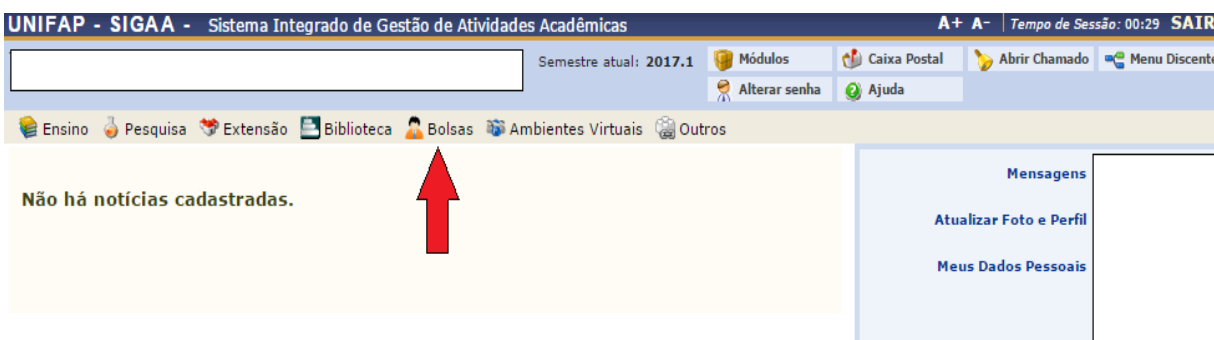 UNIFAP - SIGAA - Sistema Integrado de Gestão de Atividades Acadêmicas A+ A- | Tempo de Sessão: 00:29 SAIR
Semestre atual: 2017.1 Módulos Caixa Postal Abrir Chamado Menu Discente
Alterar senha Ajuda
Ensino Pesquisa Extensão Biblioteca Bolsas Ambientes Virtuais Outros
Mensagens
Não há notícias cadastradas.
Atualizar Foto e Perfil
Meus Dados Pessoais